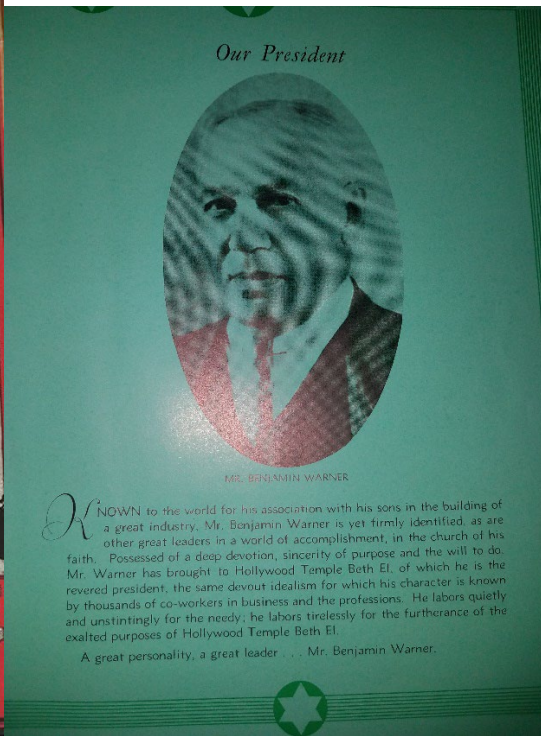 Our President
MR. BENJAMIN WARNER
KNOWN to the world for his association with his sons in the building of
a great industry, Mr. Benjamin Warner is yet firmly identified, as are
other great leaders in a world of accomplishment, in the church of his
faith. Possessed of a deep devotion, sincerity of purpose and the will to do,
Mr. Warner has brought to Hollywood Temple Beth El, of which he is the
revered president, the same devout idealism for which his character is known
by thousands of co-workers in business and the professions. He labors quietly
and unstintingly for the needy; he labors tirelessly for the furtherance of the
exalted purposes of Hollywood Temple Beth El.
A great personality, a great leader . . . Mr. Benjamin Warner.